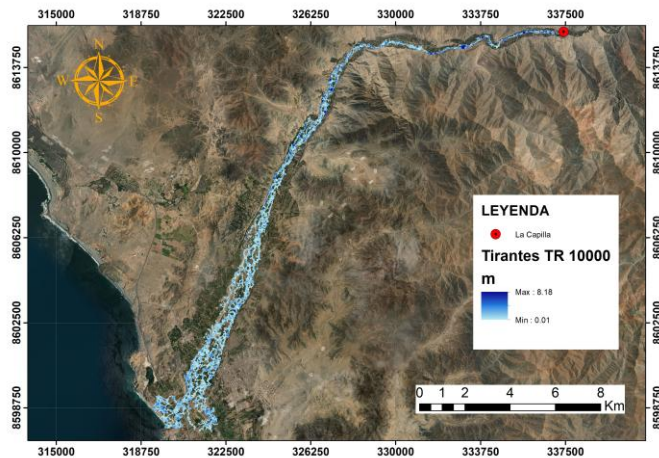 315000 318750 322500 326250 330000 333750 337500
N
W E
S
8613750 8613750
8610000 8610000
8606250 8606250
8602500 8602500
8598750 8598750
LEYENDA
La Capilla
Tirantes TR 10000
m
Max : 8.18
Min : 0.01
0 1 2 4 6 8
Km
315000 318750 322500 326250 330000 333750 337500